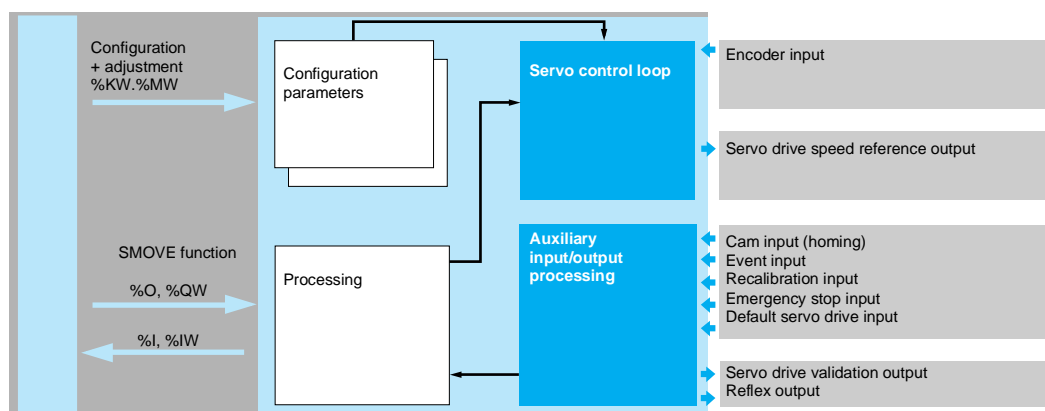 Configuration
+ adjustment
%KW.%MW
Configuration
parameters
Servo control loop
Encoder input
Servo drive speed reference output
SMOVE function
%O, %QW
%I, %IW
Processing
Auxiliary
input/output
processing
Cam input (homing)
Event input
Recalibration input
Emergency stop input
Default servo drive input
Servo drive validation output
Reflex output